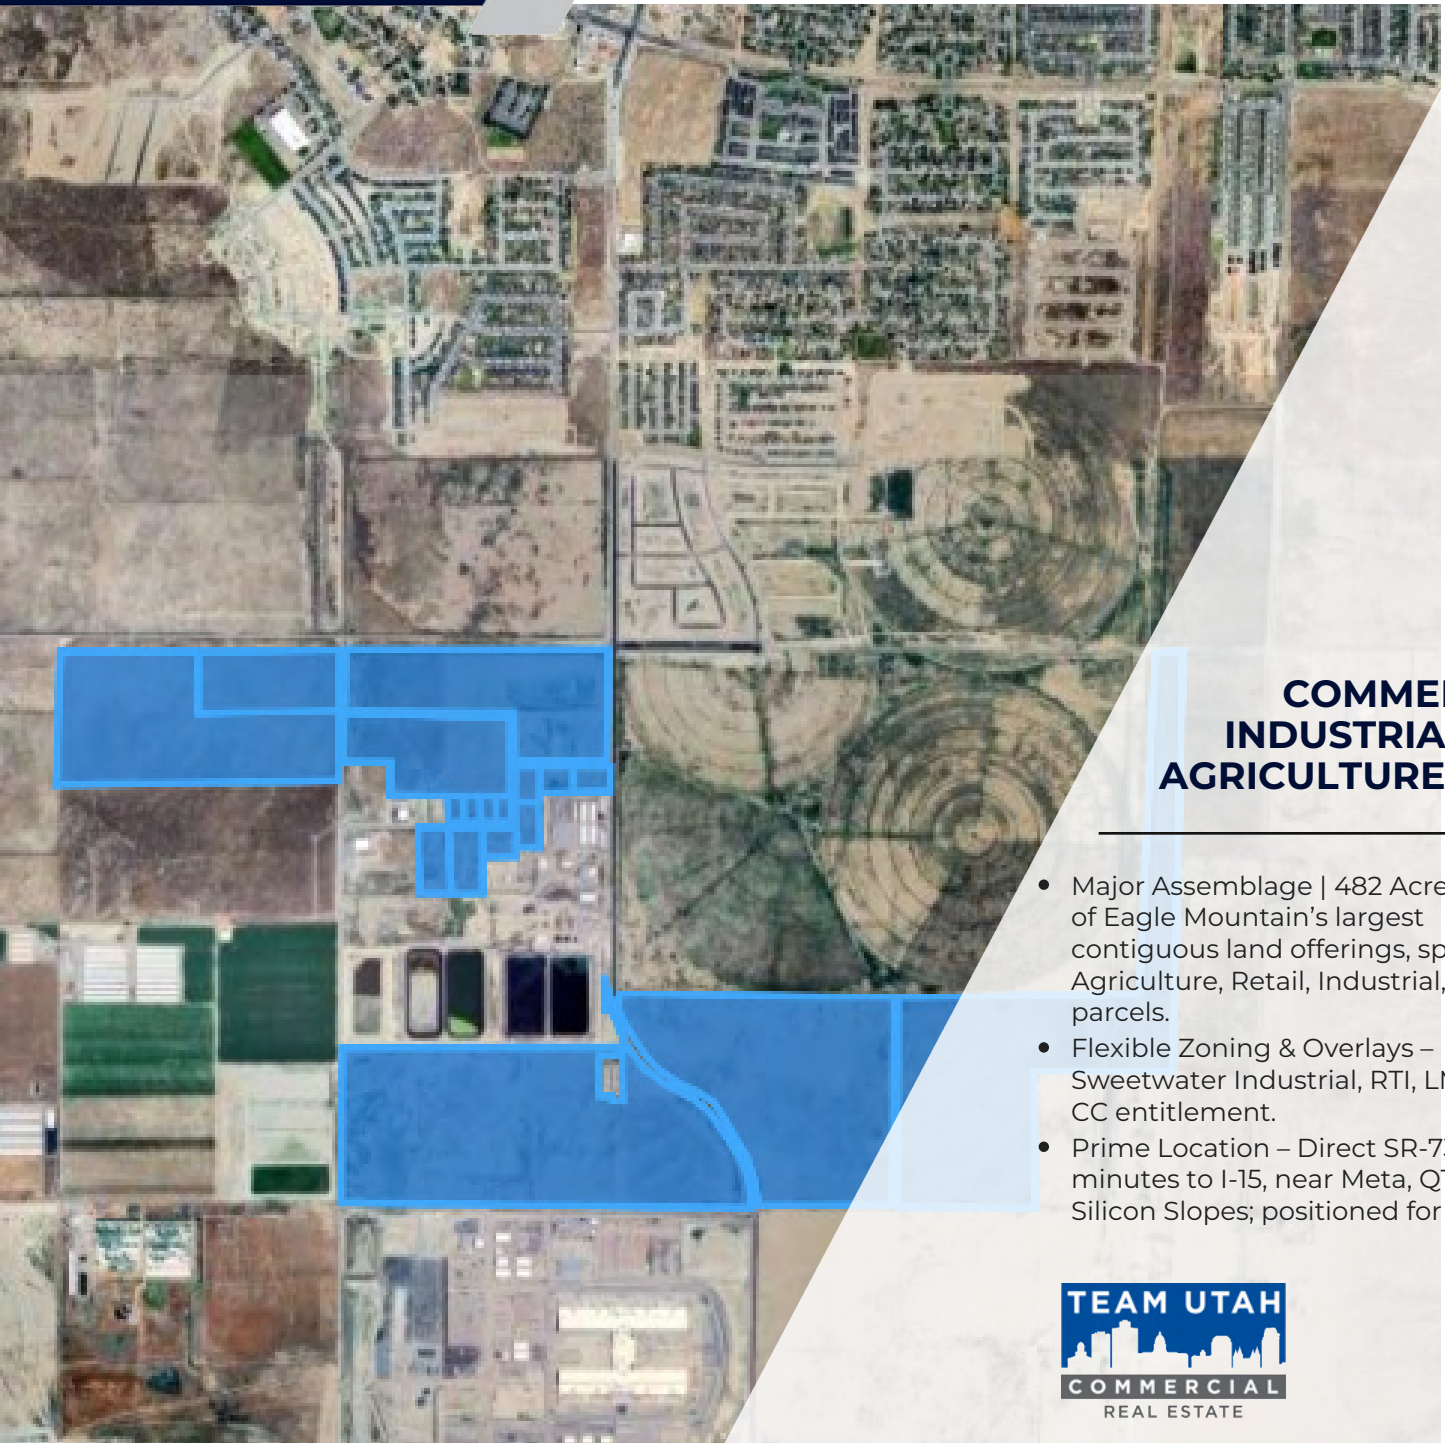 COMME
INDUSTRIA
AGRICULTURE
• Major Assemblage | 482 Acre
of Eagle Mountain’s largest
contiguous land offerings, sp
Agriculture, Retail, Industrial,
parcels.
• Flexible Zoning & Overlays –
Sweetwater Industrial, RTI, L
CC entitlement.
• Prime Location – Direct SR-73
minutes to I-15, near Meta, QT
Silicon Slopes; positioned for
TEAM UTAH
COMMERCIAL
REAL ESTATE